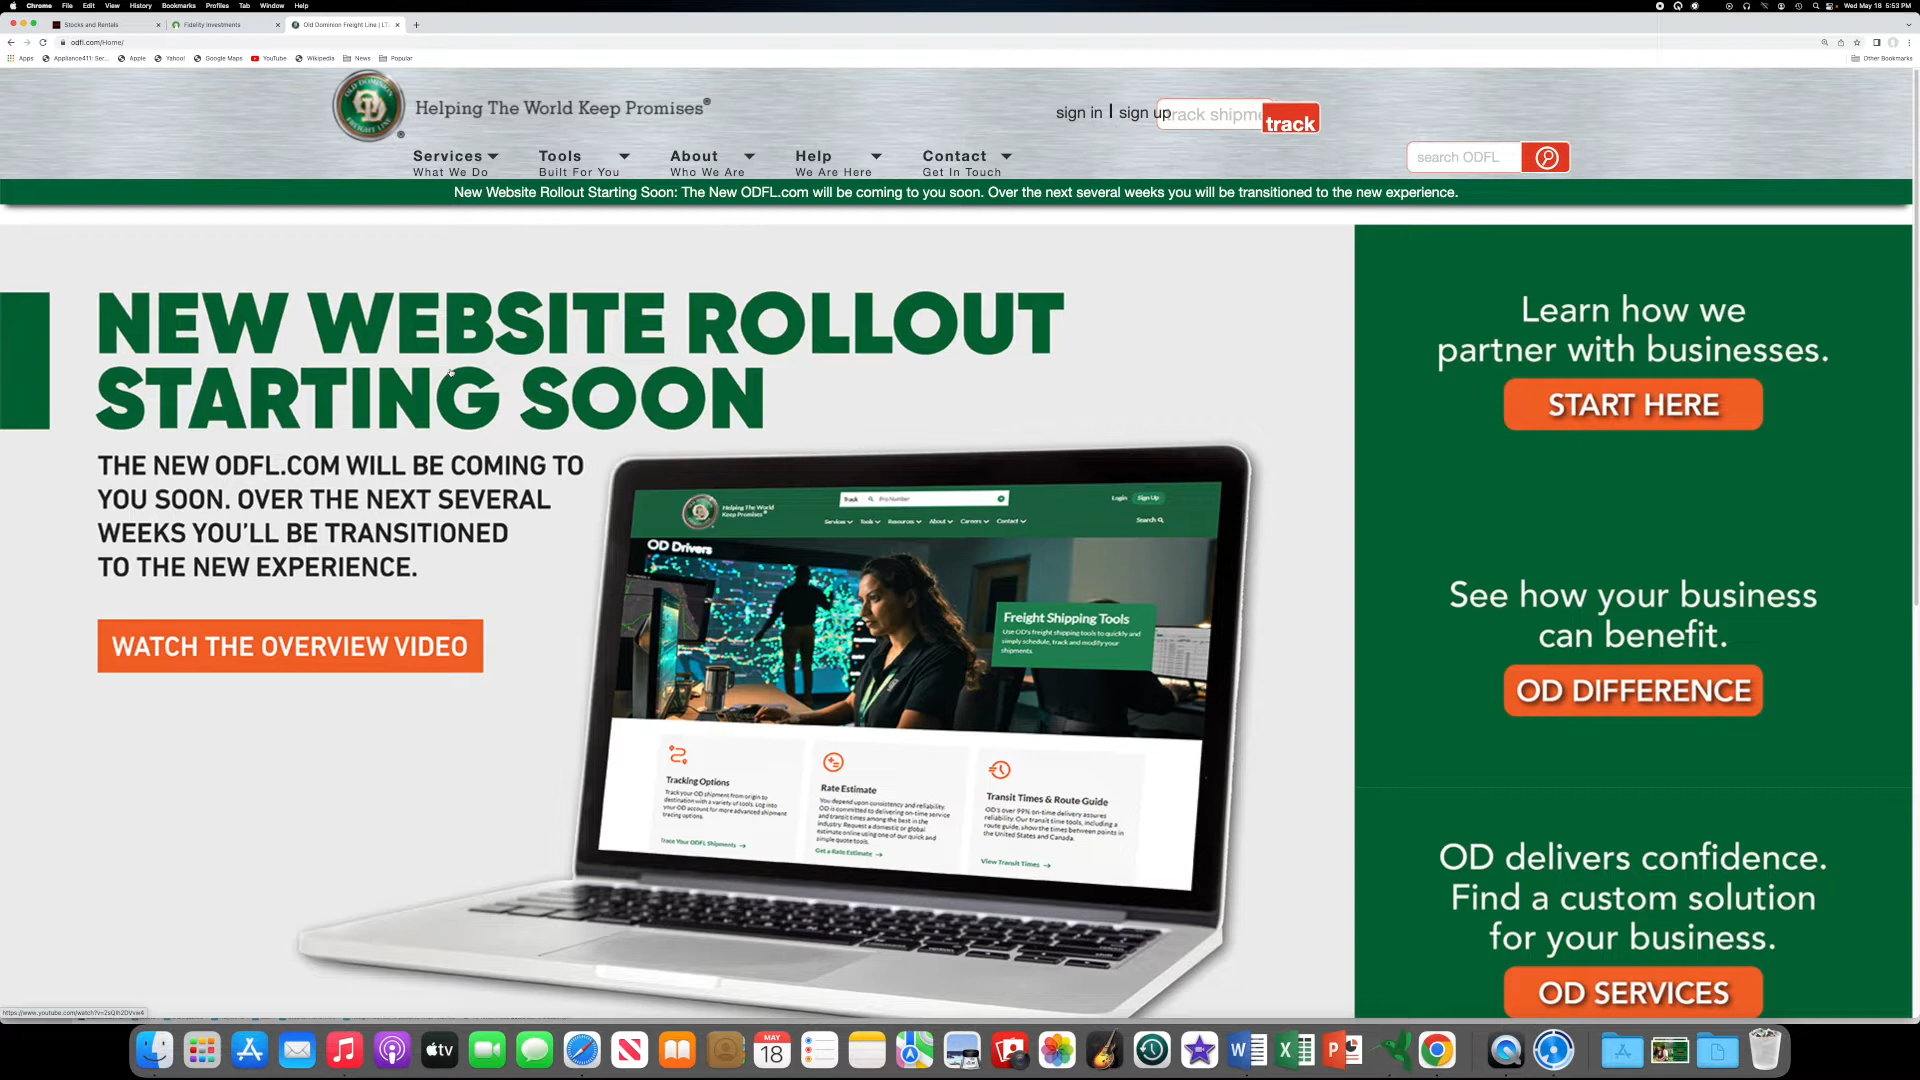 Chrome File Edit View History Bookmarks Profiles Tab Window Help Wed May 18 5:53 PM
Stocks and Rentals Fidelity Investments Old Dominion Freight Line | LT
odfl.com/Home/
Apps Appliance411: Ser... Apple Yahoo! Google Maps YouTube Wikipedia News Popular Other Bookmarks
Helping The World Keep Promises®
sign in | sign up track shipme track
Services Tools About Help Contact
What We Do Built For You Who We Are We Are Here Get In Touch
search ODFL
New Website Rollout Starting Soon: The New ODFL.com will be coming to you soon. Over the next several weeks you will be transitioned to the new experience.
NEW WEBSITE ROLLOUT
STARTING SOON
THE NEW ODFL.COM WILL BE COMING TO
YOU SOON. OVER THE NEXT SEVERAL
WEEKS YOU'LL BE TRANSITIONED
TO THE NEW EXPERIENCE.
WATCH THE OVERVIEW VIDEO
Helping The World
Keep Promises®
Track Pro Number
Login Sign Up
Services Tools Resources About Careers Contact
Search
OD Drivers
Freight Shipping Tools
Use OD's freight shipping tools to quickly and
simply schedule, track and modify your
shipments.
Tracking Options
Track your OD shipment from origin to
destination with a variety of tools. Log into
your OD account for more advanced shipment
tracing options.
Trace Your ODFL Shipments →
Rate Estimate
You depend upon consistency and reliability.
OD is committed to delivering on-time service
and transit times among the best in the
industry. Request a domestic or global
estimate online using one of our quick and
simple quote tools.
Get a Rate Estimate →
Transit Times & Route Guide
OD's over 99% on-time delivery assures
reliability. Our transit time tools, including a
route guide, show the times between points in
the United States and Canada.
View Transit Times →
Learn how we
partner with businesses.
START HERE
See how your business
can benefit.
OD DIFFERENCE
OD delivers confidence.
Find a custom solution
for your business.
OD SERVICES
https://www.youtube.com/watch?v=2sQlh2DVvw4
tv
MAY
18